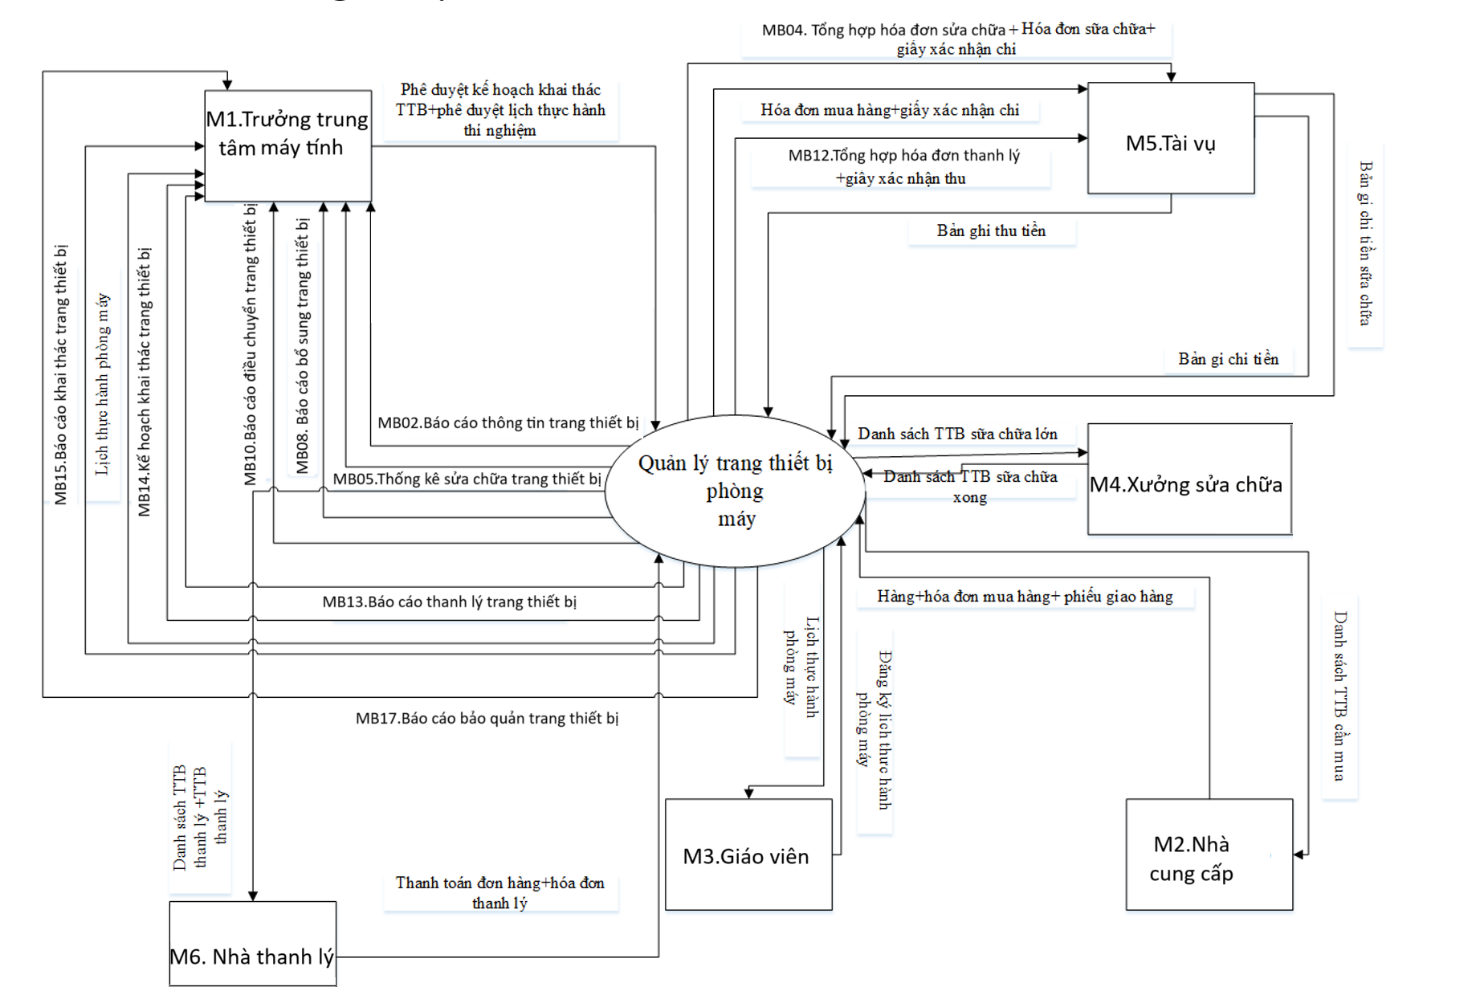 MB04. Tổng hợp hóa đơn sửa chữa + Hóa đơn sữa chữa+
giấy xác nhận chi
Phê duyệt kế hoạch khai thác
TTB+phê duyệt lịch thực hành
thi nghiệm
Hóa đơn mua hàng+giấy xác nhận chi
M1.Trưởng trung
tâm máy tính
M5.Tài vụ
MB12.Tổng hợp hóa đơn thanh lý
+giây xác nhận thu
Bản ghi thu tiền
Bản gi chi tiền sữa chữa
MB15.Báo cáo khai thác trang thiết bị
Lịch thực hành phòng máy
MB14.Kế hoạch khai thác trang thiết bị
MB10.Báo cáo điều chuyển trang thiết bị
MB08. Báo cáo bổ sung trang thiết bị
Bản gi chi tiền
MB02.Báo cáo thông tin trang thiết bị
Danh sách TTB sữa chữa lớn
MB05.Thống kê sửa chữa trang thiết bị
Quản lý trang thiết bị
phòng
máy
Danh sách TTB sữa chữa
xong
M4.Xưởng sửa chữa
MB13.Báo cáo thanh lý trang thiết bị
Hàng+hóa đơn mua hàng+ phiếu giao hàng
Lịch thực hành
phòng máy
Đăng ký lich thưc hành
phòng máy
Danh sách TTB cần mua
MB17.Báo cáo bảo quản trang thiết bị
Danh sách TTB
thanh lý +TTB
thanh lý
M3.Giáo viên
M2.Nhà
cung cấp
Thanh toán đơn hàng+hóa đơn
thanh lý
M6. Nhà thanh lý